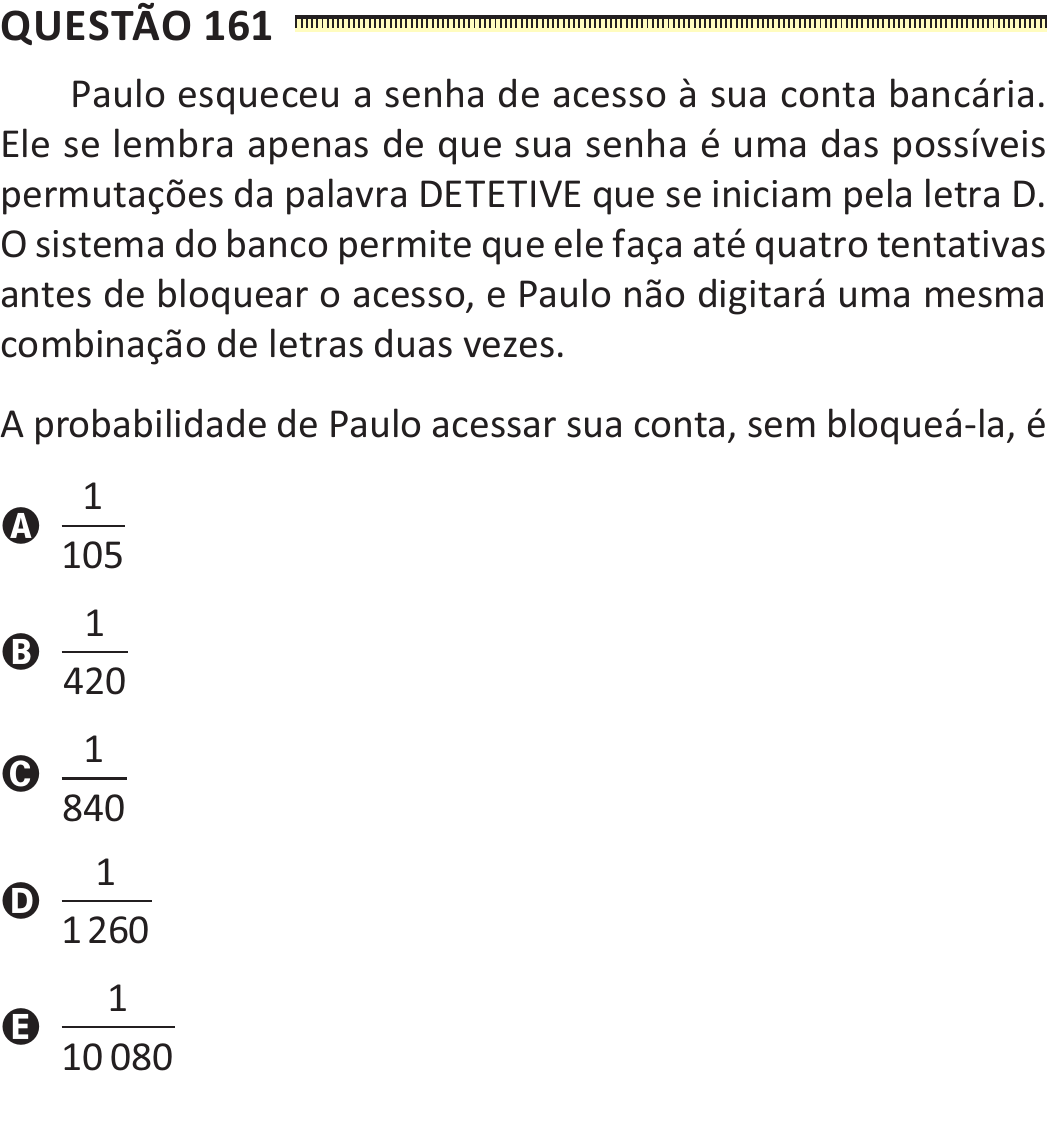 QUESTÃO 161
Paulo esqueceu a senha de acesso à sua conta bancária.
Ele se lembra apenas de que sua senha é uma das possíveis
permutações da palavra DETETIVE que se iniciam pela letra D.
O sistema do banco permite que ele faça até quatro tentativas
antes de bloquear o acesso, e Paulo não digitará uma mesma
combinação de letras duas vezes.
A probabilidade de Paulo acessar sua conta, sem bloqueá-la, é
A 1/105
B 1/420
C 1/840
D 1/1 260
E 1/10 080